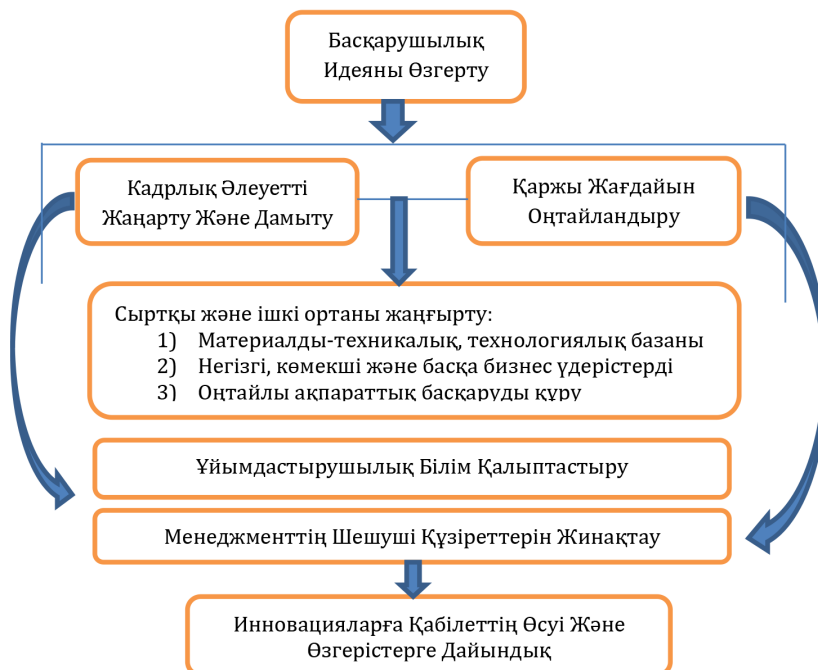 Басқарушылық
Идеяны Өзгерту
Кадрлық Әлеуетті
Жаңарту Және Дамыту
Қаржы Жағдайын
Оңтайландыру
Сыртқы және ішкі ортаны жаңғырту:
1) Материалды-техникалық, технологиялық базаны
2) Негізгі, көмекші және басқа бизнес үдерістерді
3) Оңтайлы ақпараттық басқаруды құру
Ұйымдастырушылық Білім Қалыптастыру
Менеджменттің Шешуші Құзіреттерін Жинақтау
Инновацияларға Қабілеттің Өсуі Және
Өзгерістерге Дайындық